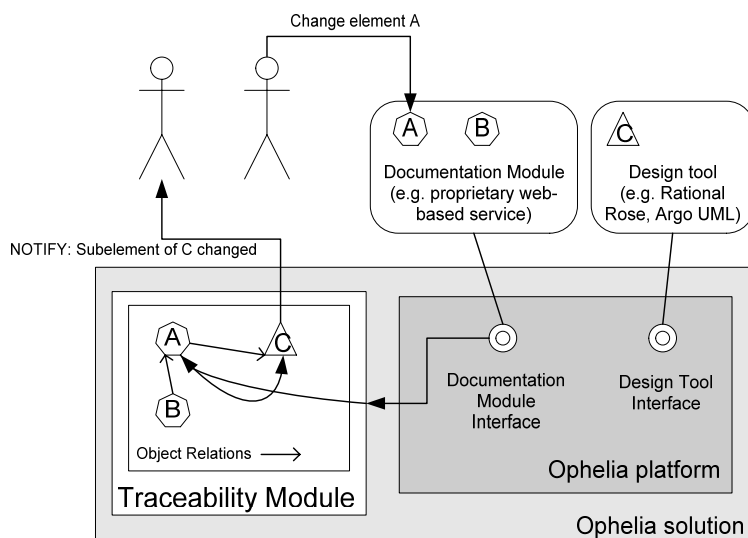 Change element A
A
B
C
Documentation Module
(e.g. proprietary web-
based service)
Design tool
(e.g. Rational
Rose, Argo UML)
NOTIFY: Subelement of C changed
A
C
B
Object Relations
Traceability Module
Documentation
Module
Interface
Design Tool
Interface
Ophelia platform
Ophelia solution